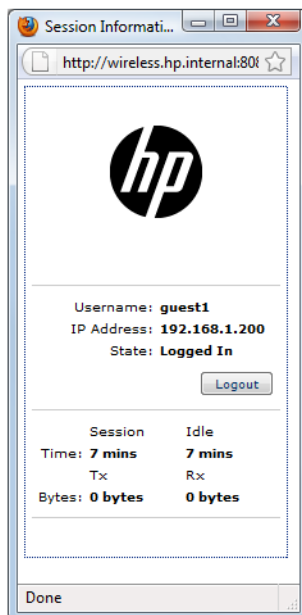 Session Informati...
http://wireless.hp.internal:808
hp
Username: guest1
IP Address: 192.168.1.200
State: Logged In
Logout
Session Idle
Time: 7 mins 7 mins
Tx Rx
Bytes: 0 bytes 0 bytes
Done